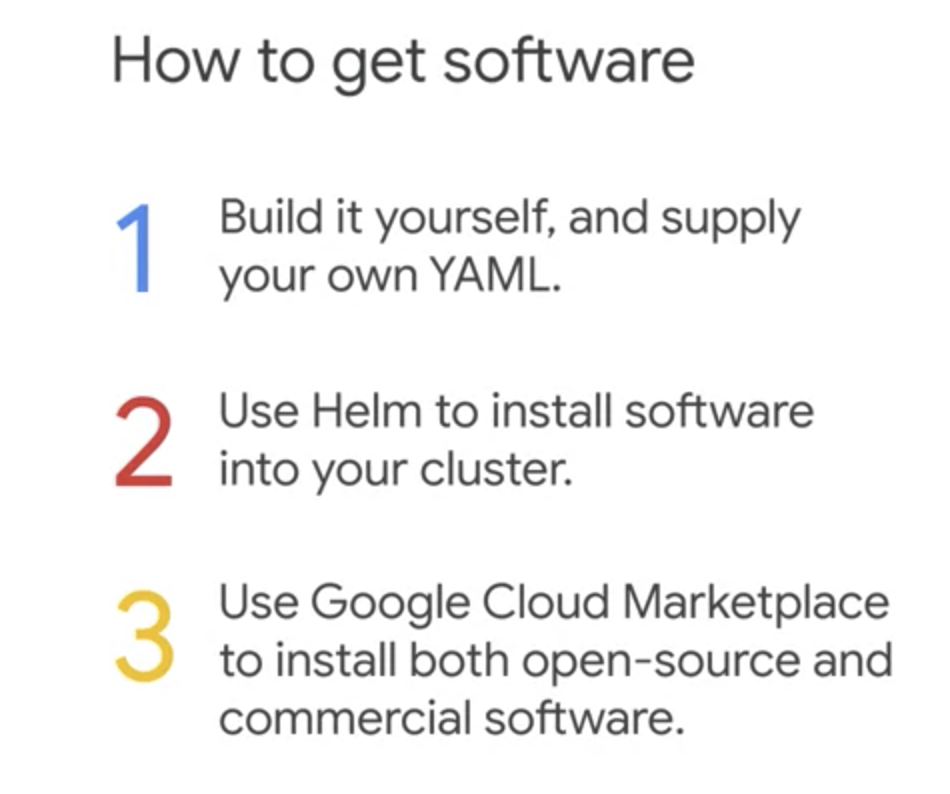 How to get software
1
Build it yourself, and supply
your own YAML.
2
Use Helm to install software
into your cluster.
3
Use Google Cloud Marketplace
to install both open-source and
commercial software.